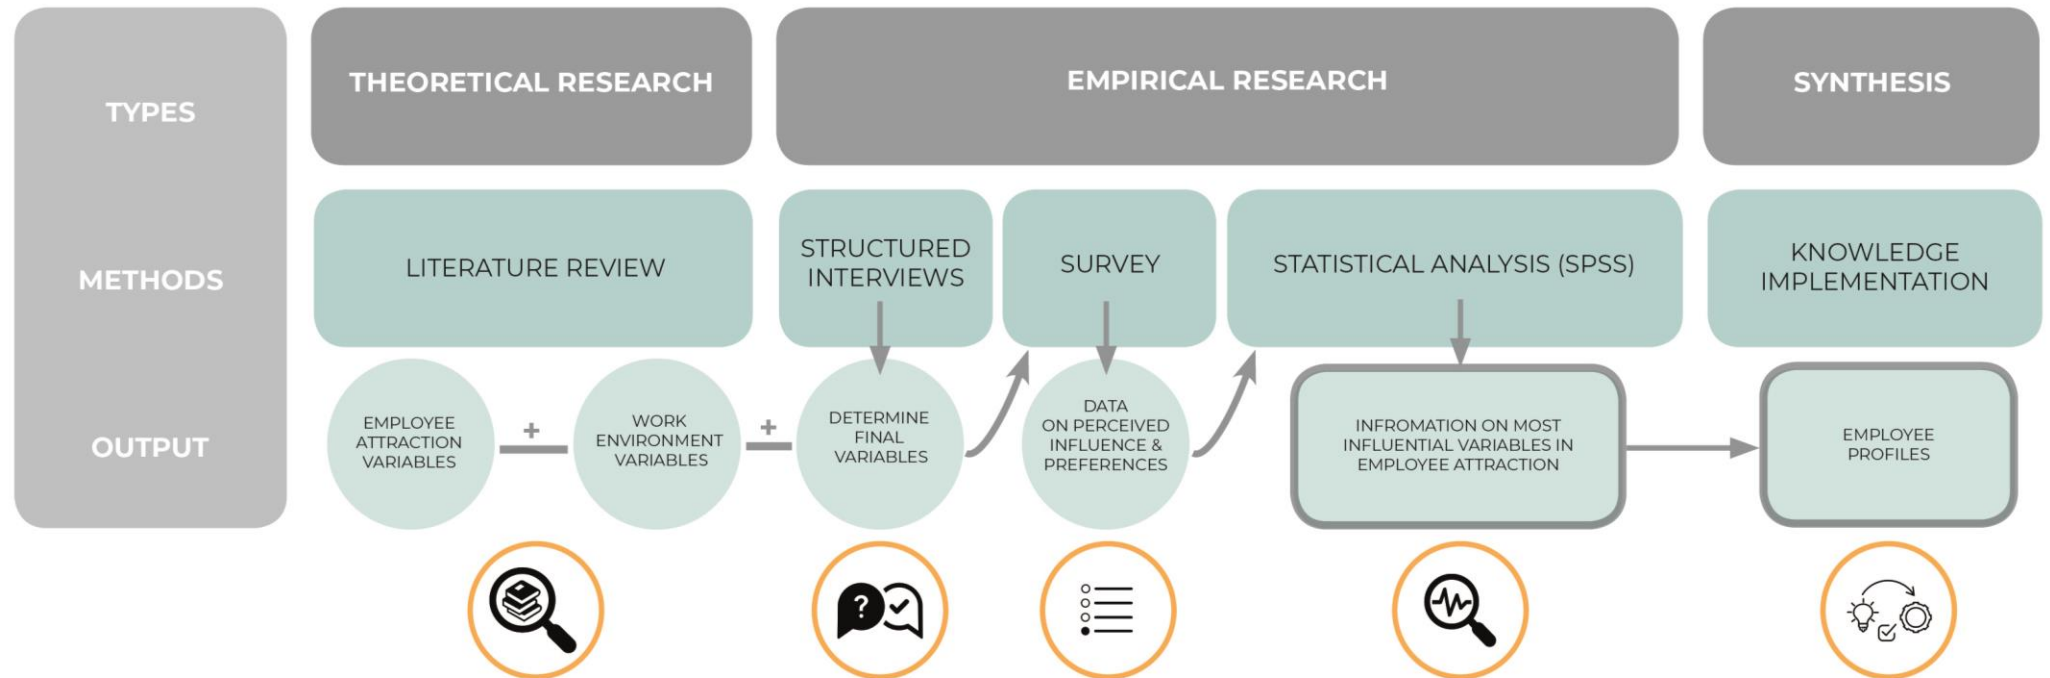 TYPES
THEORETICAL RESEARCH
EMPIRICAL RESEARCH
SYNTHESIS
METHODS
LITERATURE REVIEW
STRUCTURED
INTERVIEWS
SURVEY
STATISTICAL ANALYSIS (SPSS)
KNOWLEDGE
IMPLEMENTATION
OUTPUT
EMPLOYEE
ATTRACTION
VARIABLES
+
WORK
ENVIRONMENT
VARIABLES
+
DETERMINE
FINAL
VARIABLES
DATA
ON PERCEIVED
INFLUENCE &
PREFERENCES
INFROMATION ON MOST
INFLUENTIAL VARIABLES IN
EMPLOYEE ATTRACTION
EMPLOYEE
PROFILES
?